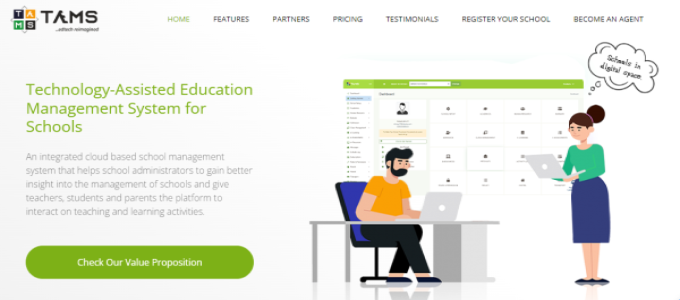 TAMS
...edtech reimagined
HOME
FEATURES
PARTNERS
PRICING
TESTIMONIALS
REGISTER YOUR SCHOOL
BECOME AN AGENT
Technology-Assisted Education
Management System for
Schools
An integrated cloud based school management
system that helps school administrators to gain better
insight into the management of schools and give
teachers, students and parents the platform to
interact on teaching and learning activities.
Check Our Value Proposition
Schools in
digital space